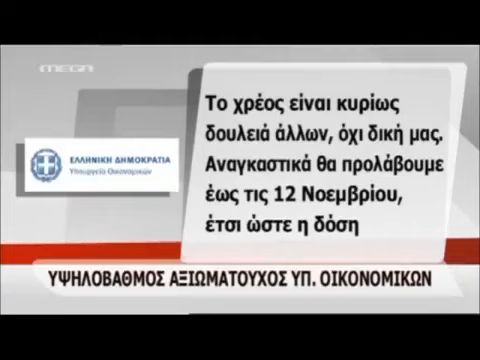 MEGA
Το χρέος είναι κυρίως
δουλειά άλλων, όχι δική μας.
Αναγκαστικά θα προλάβουμε
έως τις 12 Νοεμβρίου,
έτσι ώστε η δόση
ΕΛΛΗΝΙΚΗ ΔΗΜΟΚΡΑΤΙΑ
Υπουργείο Οικονομικών
ΥΨΗΛΟΒΑΘΜΟΣ ΑΞΙΩΜΑΤΟΥΧΟΣ ΥΠ. ΟΙΚΟΝΟΜΙΚΩΝ